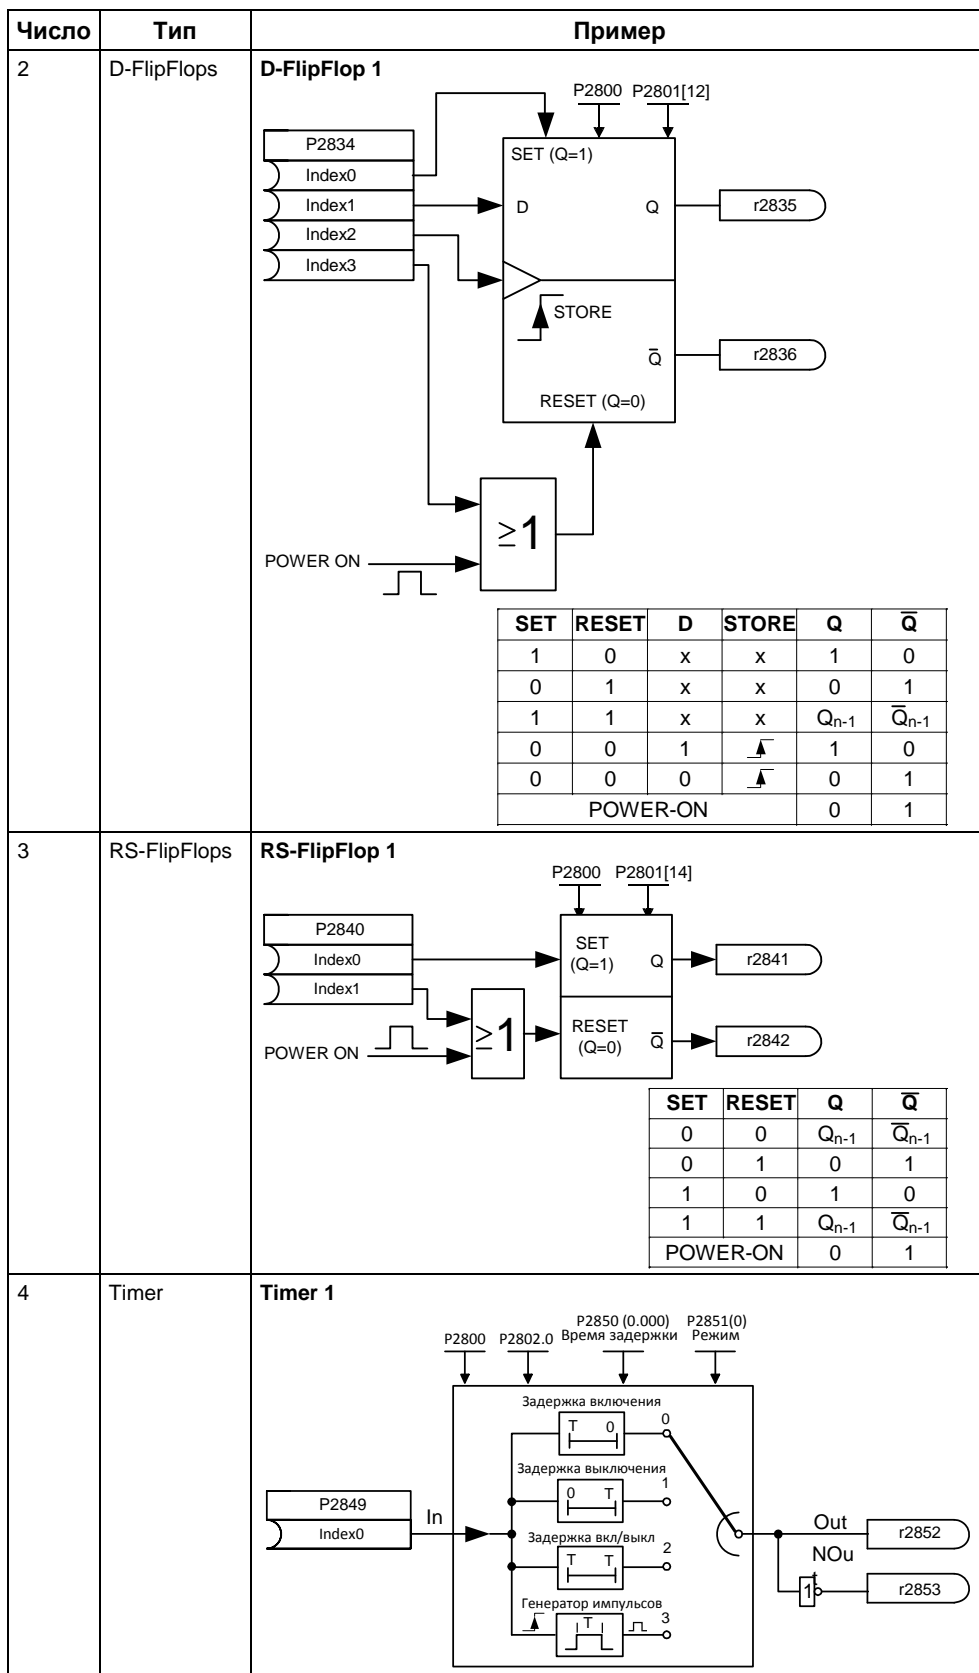 Число Тип Пример
2 D-FlipFlops D-FlipFlop 1
P2800 P2801[12]
P2834
Index0
Index1
Index2
Index3
SET (Q=1)
D Q r2835
STORE
Q̅ r2836
RESET (Q=0)
≥1
POWER ON
SET RESET D STORE Q Q̅
1 0 x x 1 0
0 1 x x 0 1
1 1 x x Qn-1 Q̅n-1
0 0 1 1 0
0 0 0 0 1
POWER-ON 0 1
3 RS-FlipFlops RS-FlipFlop 1
P2800 P2801[14]
P2840
Index0
Index1
SET
(Q=1) Q r2841
≥1
POWER ON
RESET
(Q=0) Q̅ r2842
SET RESET Q Q̅
0 0 Qn-1 Q̅n-1
0 1 0 1
1 0 1 0
1 1 Qn-1 Q̅n-1
POWER-ON 0 1
4 Timer Timer 1
P2800 P2802.0
P2850 (0.000)
Время задержки
P2851(0)
Режим
Задержка включения
T 0 0
Задержка выключения
0 T 1
P2849
Index0
In
Задержка вкл/выкл
T T 2
Генератор импульсов
T 3
Out r2852
NOu
t
1 r2853